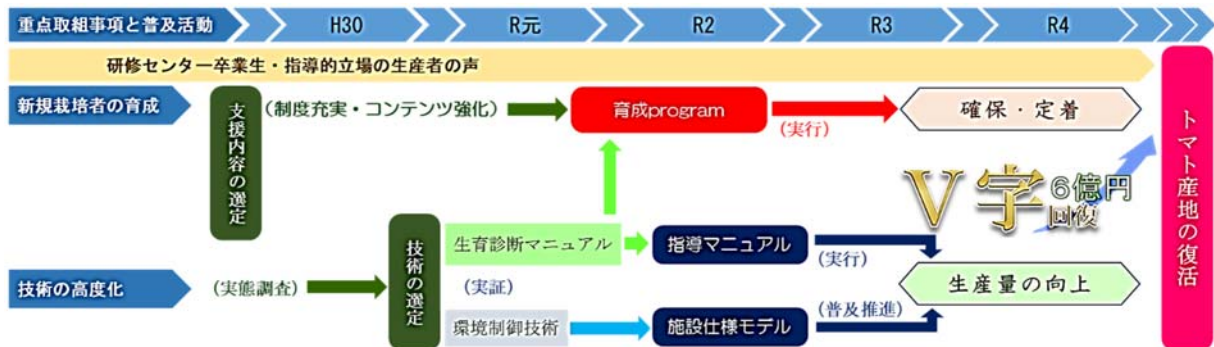 重点取組事項と普及活動
H30
R元
R2
R3
R4
研修センター卒業生・指導的立場の生産者の声
新規栽培者の育成
支援内容の選定
（制度充実・コンテンツ強化）
育成program
（実行）
確保・定着
V字
6億円
回復
トマト産地の復活
技術の高度化
（実態調査）
技術の選定
生育診断マニュアル
指導マニュアル
（実行）
（実証）
生産量の向上
環境制御技術
施設仕様モデル
（普及推進）